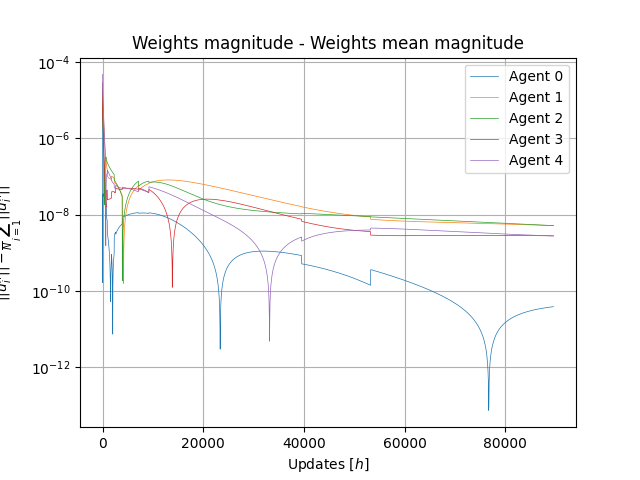 Weights magnitude - Weights mean magnitude
10⁻⁴
10⁻⁶
10⁻⁸
10⁻¹⁰
10⁻¹²
Agent 0
Agent 1
Agent 2
Agent 3
Agent 4
0
20000
40000
60000
80000
Updates [h]